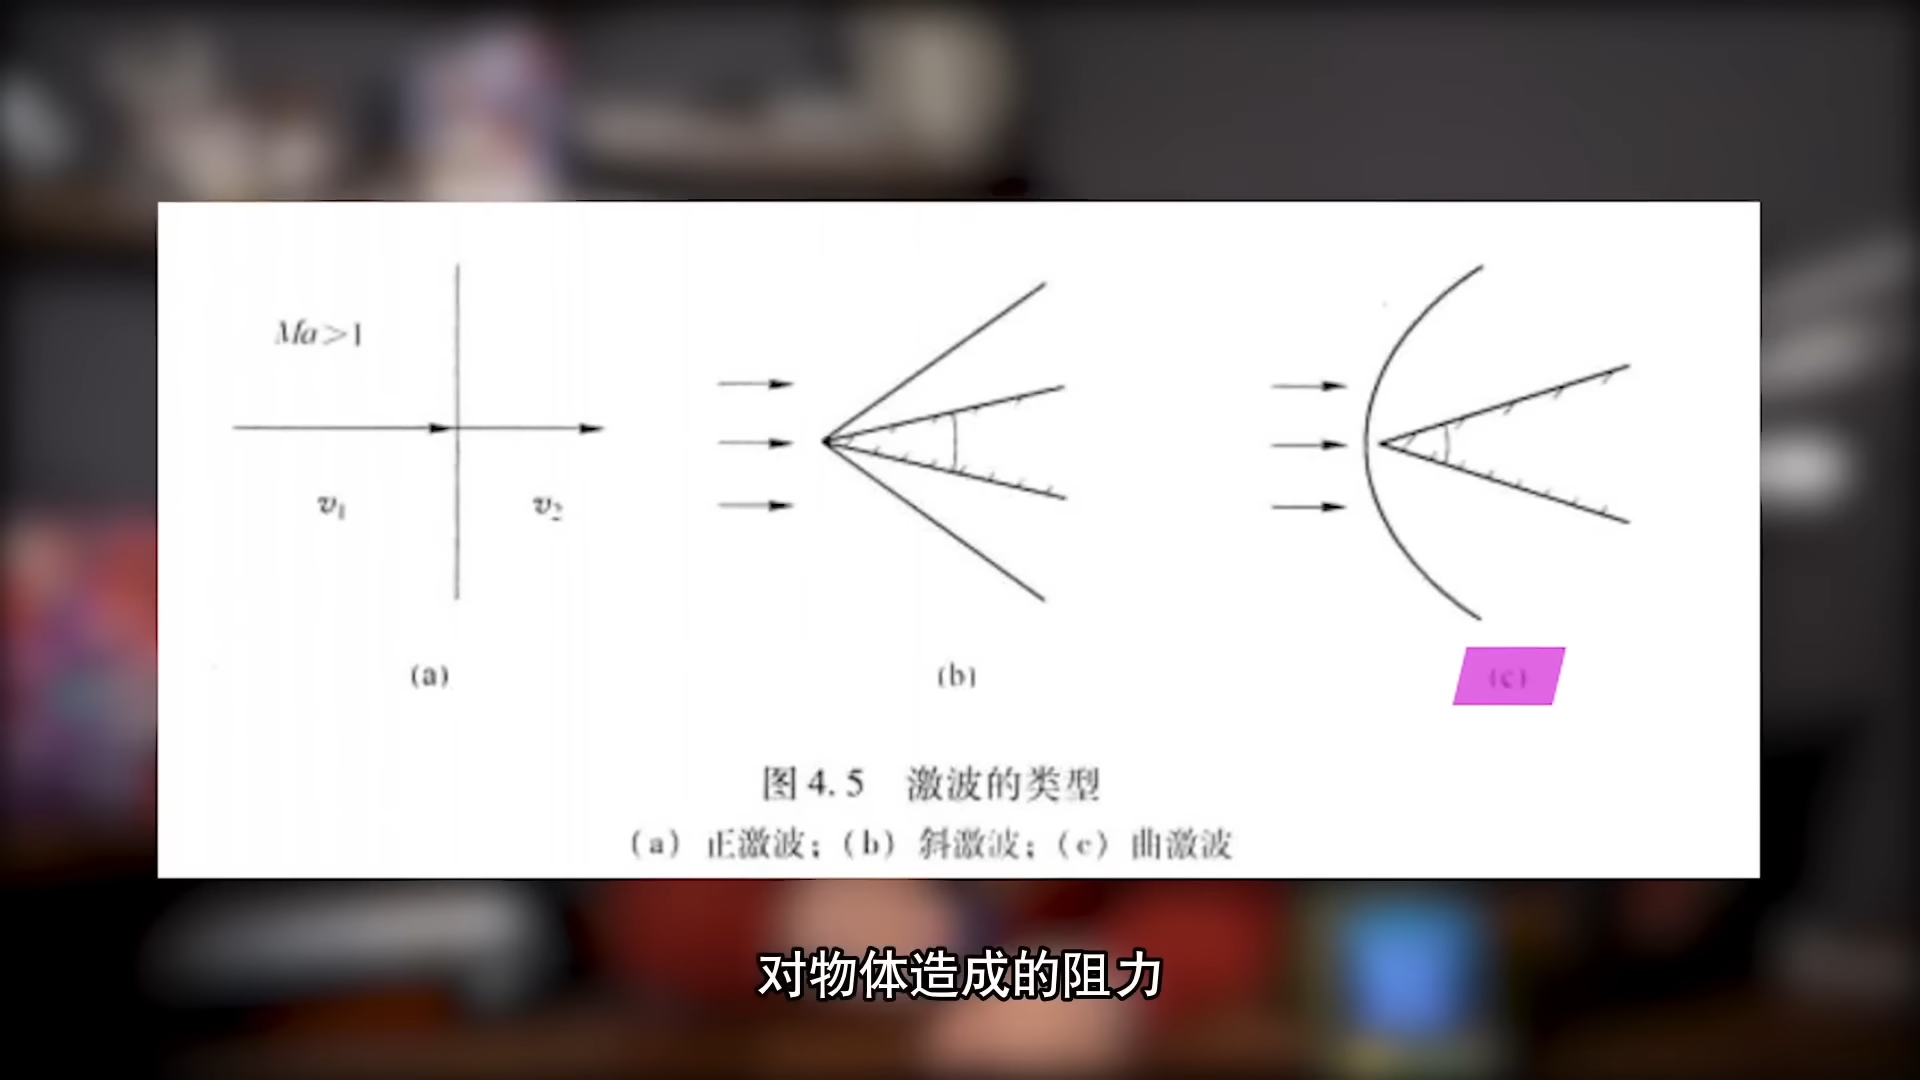 Ma>1
v₁
v₂
(a)
(b)
(c)
图 4.5 激波的类型
(a) 正激波；(b) 斜激波；(c) 曲激波
对物体造成的阻力